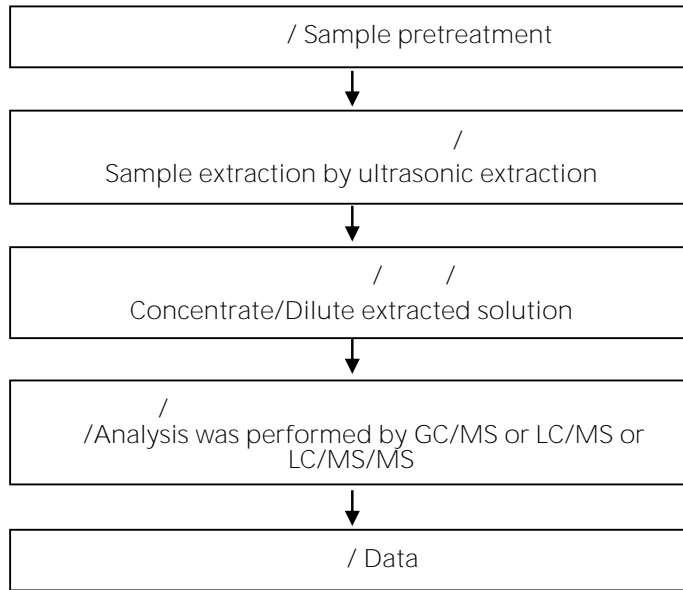 / Sample pretreatment
/
Sample extraction by ultrasonic extraction
/ /
Concentrate/Dilute extracted solution
/
/Analysis was performed by GC/MS or LC/MS or
LC/MS/MS
/ Data